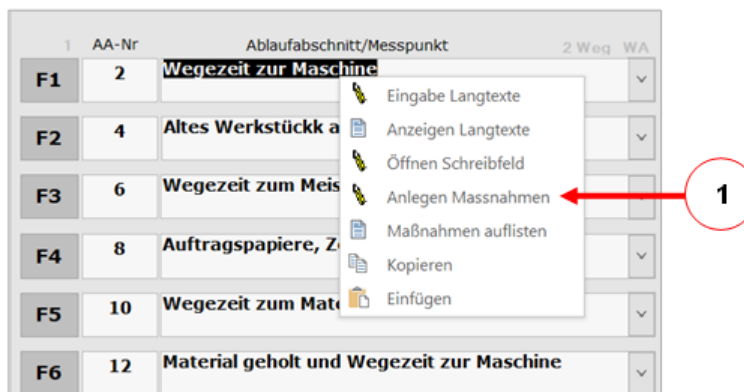 1 AA-Nr Ablaufabschnitt/Messpunkt 2 Weg WA
F1 2 Wegezeit zur Maschine
Eingabe Langtexte
F2 4 Altes Werkstückk a
Anzeigen Langtexte
Öffnen Schreibfeld
F3 6 Wegezeit zum Meis
Anlegen Massnahmen
1
Maßnahmen auflisten
F4 8 Auftragspapiere, Z
Kopieren
Einfügen
F5 10 Wegezeit zum Mat
F6 12 Material geholt und Wegezeit zur Maschine